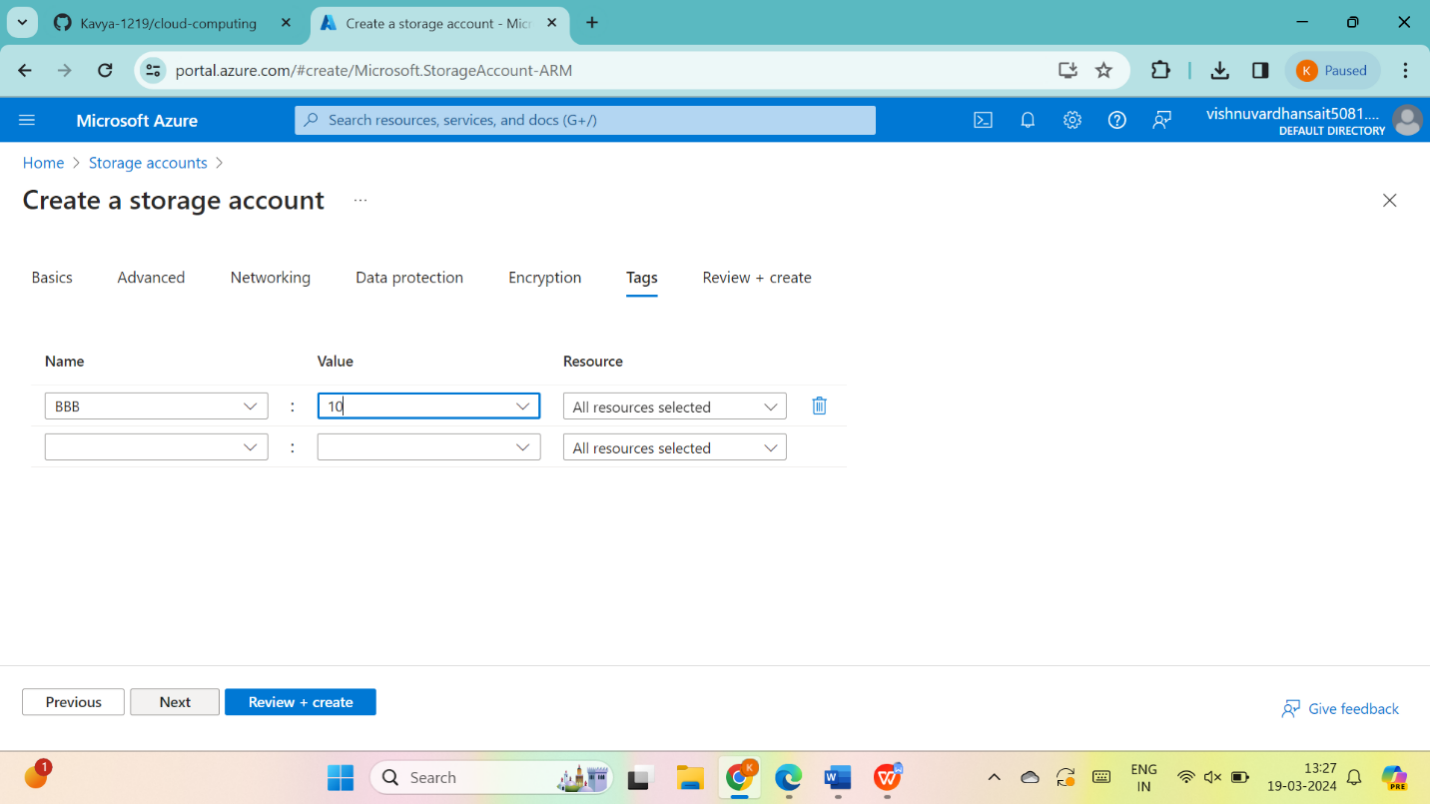 Kavya-1219/cloud-computing
Create a storage account - Micr
portal.azure.com/#create/Microsoft.StorageAccount-ARM
K Paused
Microsoft Azure
Search resources, services, and docs (G+/)
vishnuvardhansait5081....
DEFAULT DIRECTORY
Home > Storage accounts >
Create a storage account ...
Basics Advanced Networking Data protection Encryption Tags Review + create
Name Value Resource
BBB : 10 All resources selected
: All resources selected
Previous Next Review + create
Give feedback
1
Search
K
W
W
ENG
IN
13:27
19-03-2024
PRE